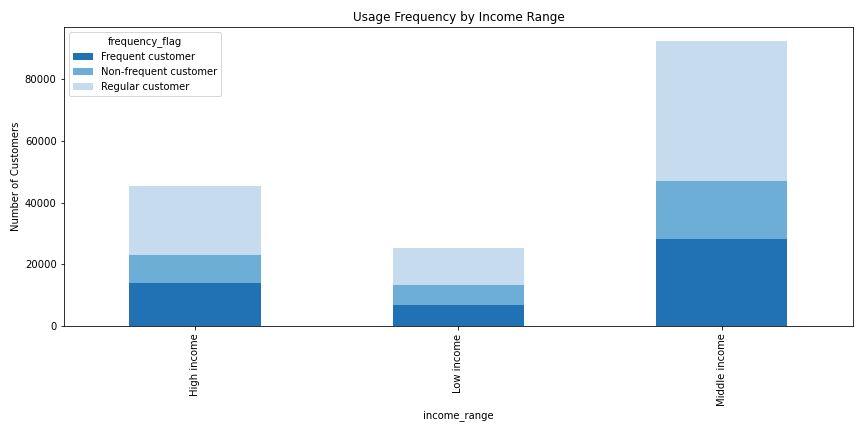 Usage Frequency by Income Range
frequency_flag
Frequent customer
Non-frequent customer
Regular customer
Number of Customers
80000
60000
40000
20000
0
High income
Low income
Middle income
income_range